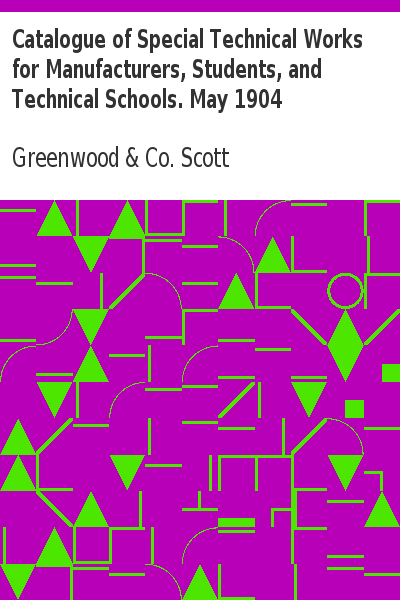 Catalogue of Special Technical Works
for Manufacturers, Students, and
Technical Schools. May 1904
Greenwood & Co. Scott